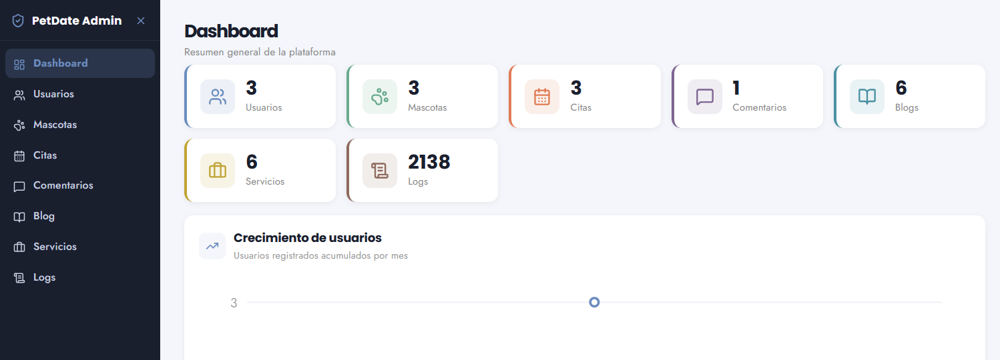 PetDate Admin
Dashboard
Usuarios
Mascotas
Citas
Comentarios
Blog
Servicios
Logs
Dashboard
Resumen general de la plataforma
3
Usuarios
3
Mascotas
3
Citas
1
Comentarios
6
Blogs
6
Servicios
2138
Logs
Crecimiento de usuarios
Usuarios registrados acumulados por mes
3